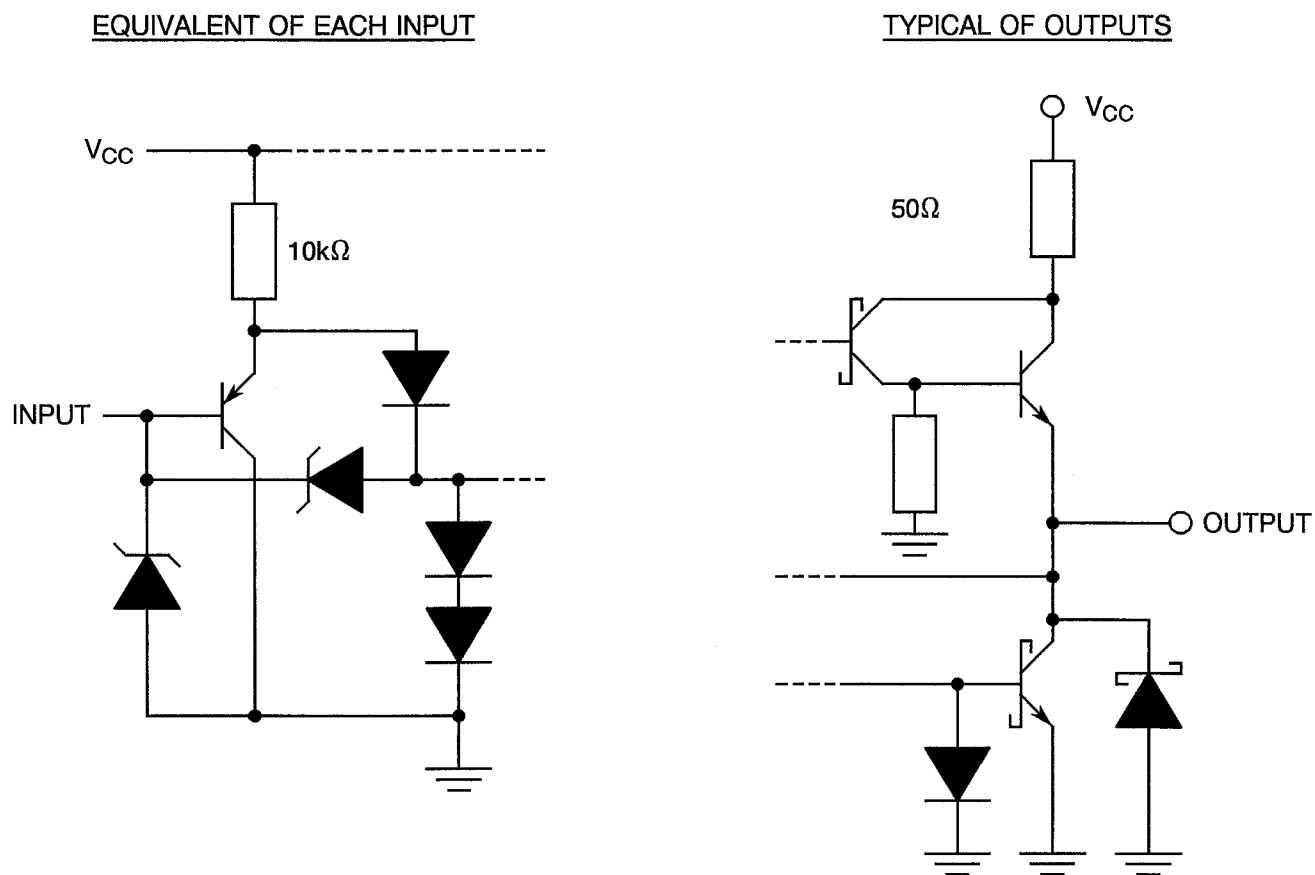 EQUIVALENT OF EACH INPUT
VCC
10kΩ
INPUT
TYPICAL OF OUTPUTS
VCC
50Ω
OUTPUT